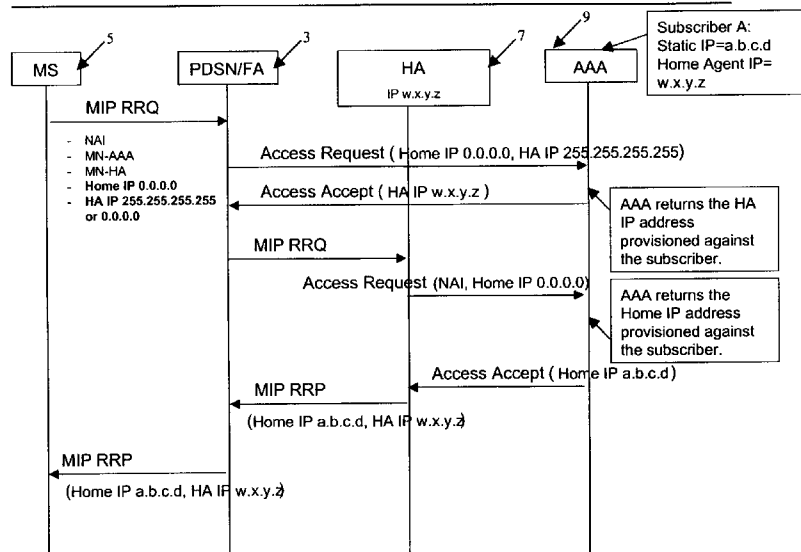 5
3
7
9
Subscriber A:
Static IP=a.b.c.d
Home Agent IP=
w.x.y.z
MS
PDSN/FA
HA
IP w.x.y.z
AAA
MIP RRQ
- NAI
- MN-AAA
- MN-HA
- Home IP 0.0.0.0
- HA IP 255.255.255.255
or 0.0.0.0
Access Request ( Home IP 0.0.0.0, HA IP 255.255.255.255)
Access Accept ( HA IP w.x.y.z )
AAA returns the HA
IP address
provisioned against
the subscriber.
MIP RRQ
Access Request (NAI, Home IP 0.0.0.0)
AAA returns the
Home IP address
provisioned against
the subscriber.
Access Accept ( Home IP a.b.c.d)
MIP RRP
(Home IP a.b.c.d, HA IP w.x.y.z)
MIP RRP
(Home IP a.b.c.d, HA IP w.x.y.z)